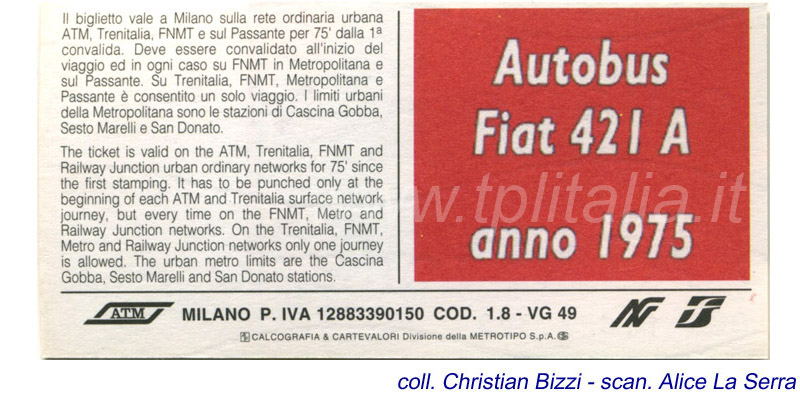 Il biglietto vale a Milano sulla rete ordinaria urbana
ATM, Trenitalia, FNMT e sul Passante per 75' dalla 1ª
convalida. Deve essere convalidato all'inizio del
viaggio ed in ogni caso su FNMT in Metropolitana e
sul Passante. Su Trenitalia, FNMT, Metropolitana e
Passante è consentito un solo viaggio. I limiti urbani
della Metropolitana sono le stazioni di Cascina Gobba,
Sesto Marelli e San Donato.
The ticket is valid on the ATM, Trenitalia, FNMT and
Railway Junction urban ordinary networks for 75' since
the first stamping. It has to be punched only at the
beginning of each ATM and Trenitalia surface network
journey, but every time on the FNMT, Metro and
Railway Junction networks. On the Trenitalia, FNMT,
Metro and Railway Junction networks only one journey
is allowed. The urban metro limits are the Cascina
Gobba, Sesto Marelli and San Donato stations.
Autobus
Fiat 421 A
anno 1975
www.tplitalia.it
ATM MILANO P. IVA 12883390150 COD. 1.8 - VG 49
CALCOGRAFIA & CARTEVALORI Divisione della METROTIPO S.p.A.
coll. Christian Bizzi - scan. Alice La Serra